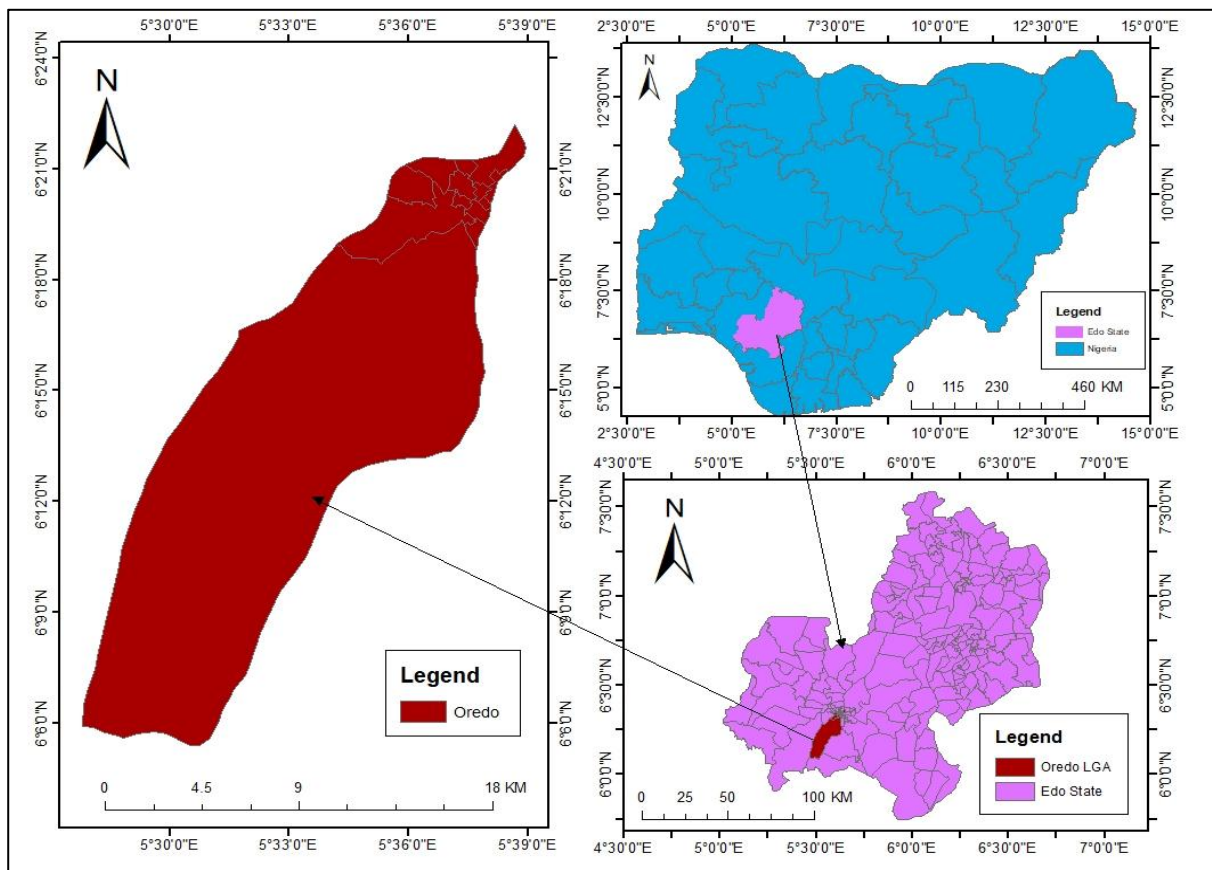 5°30'0"E 5°33'0"E 5°36'0"E 5°39'0"E
6°24'0"N
6°21'0"N
6°18'0"N
6°15'0"N
6°12'0"N
6°9'0"N
6°6'0"N
N
Legend
Oredo
0 4.5 9 18 KM
6°24'0"N
6°21'0"N
6°18'0"N
6°15'0"N
6°12'0"N
6°9'0"N
6°6'0"N
5°30'0"E 5°33'0"E 5°36'0"E 5°39'0"E
2°30'0"E 5°0'0"E 7°30'0"E 10°0'0"E 12°30'0"E 15°0'0"E
12°30'0"N
10°0'0"N
7°30'0"N
5°0'0"N
N
Legend
Edo State
Nigeria
0 115 230 460 KM
12°30'0"N
10°0'0"N
7°30'0"N
5°0'0"N
2°30'0"E 5°0'0"E 7°30'0"E 10°0'0"E 12°30'0"E 15°0'0"E
4°30'0"E 5°0'0"E 5°30'0"E 6°0'0"E 6°30'0"E 7°0'0"E
7°30'0"N
7°0'0"N
6°30'0"N
6°0'0"N
N
Legend
Oredo LGA
Edo State
0 25 50 100 KM
7°30'0"N
7°0'0"N
6°30'0"N
6°0'0"N
4°30'0"E 5°0'0"E 5°30'0"E 6°0'0"E 6°30'0"E 7°0'0"E